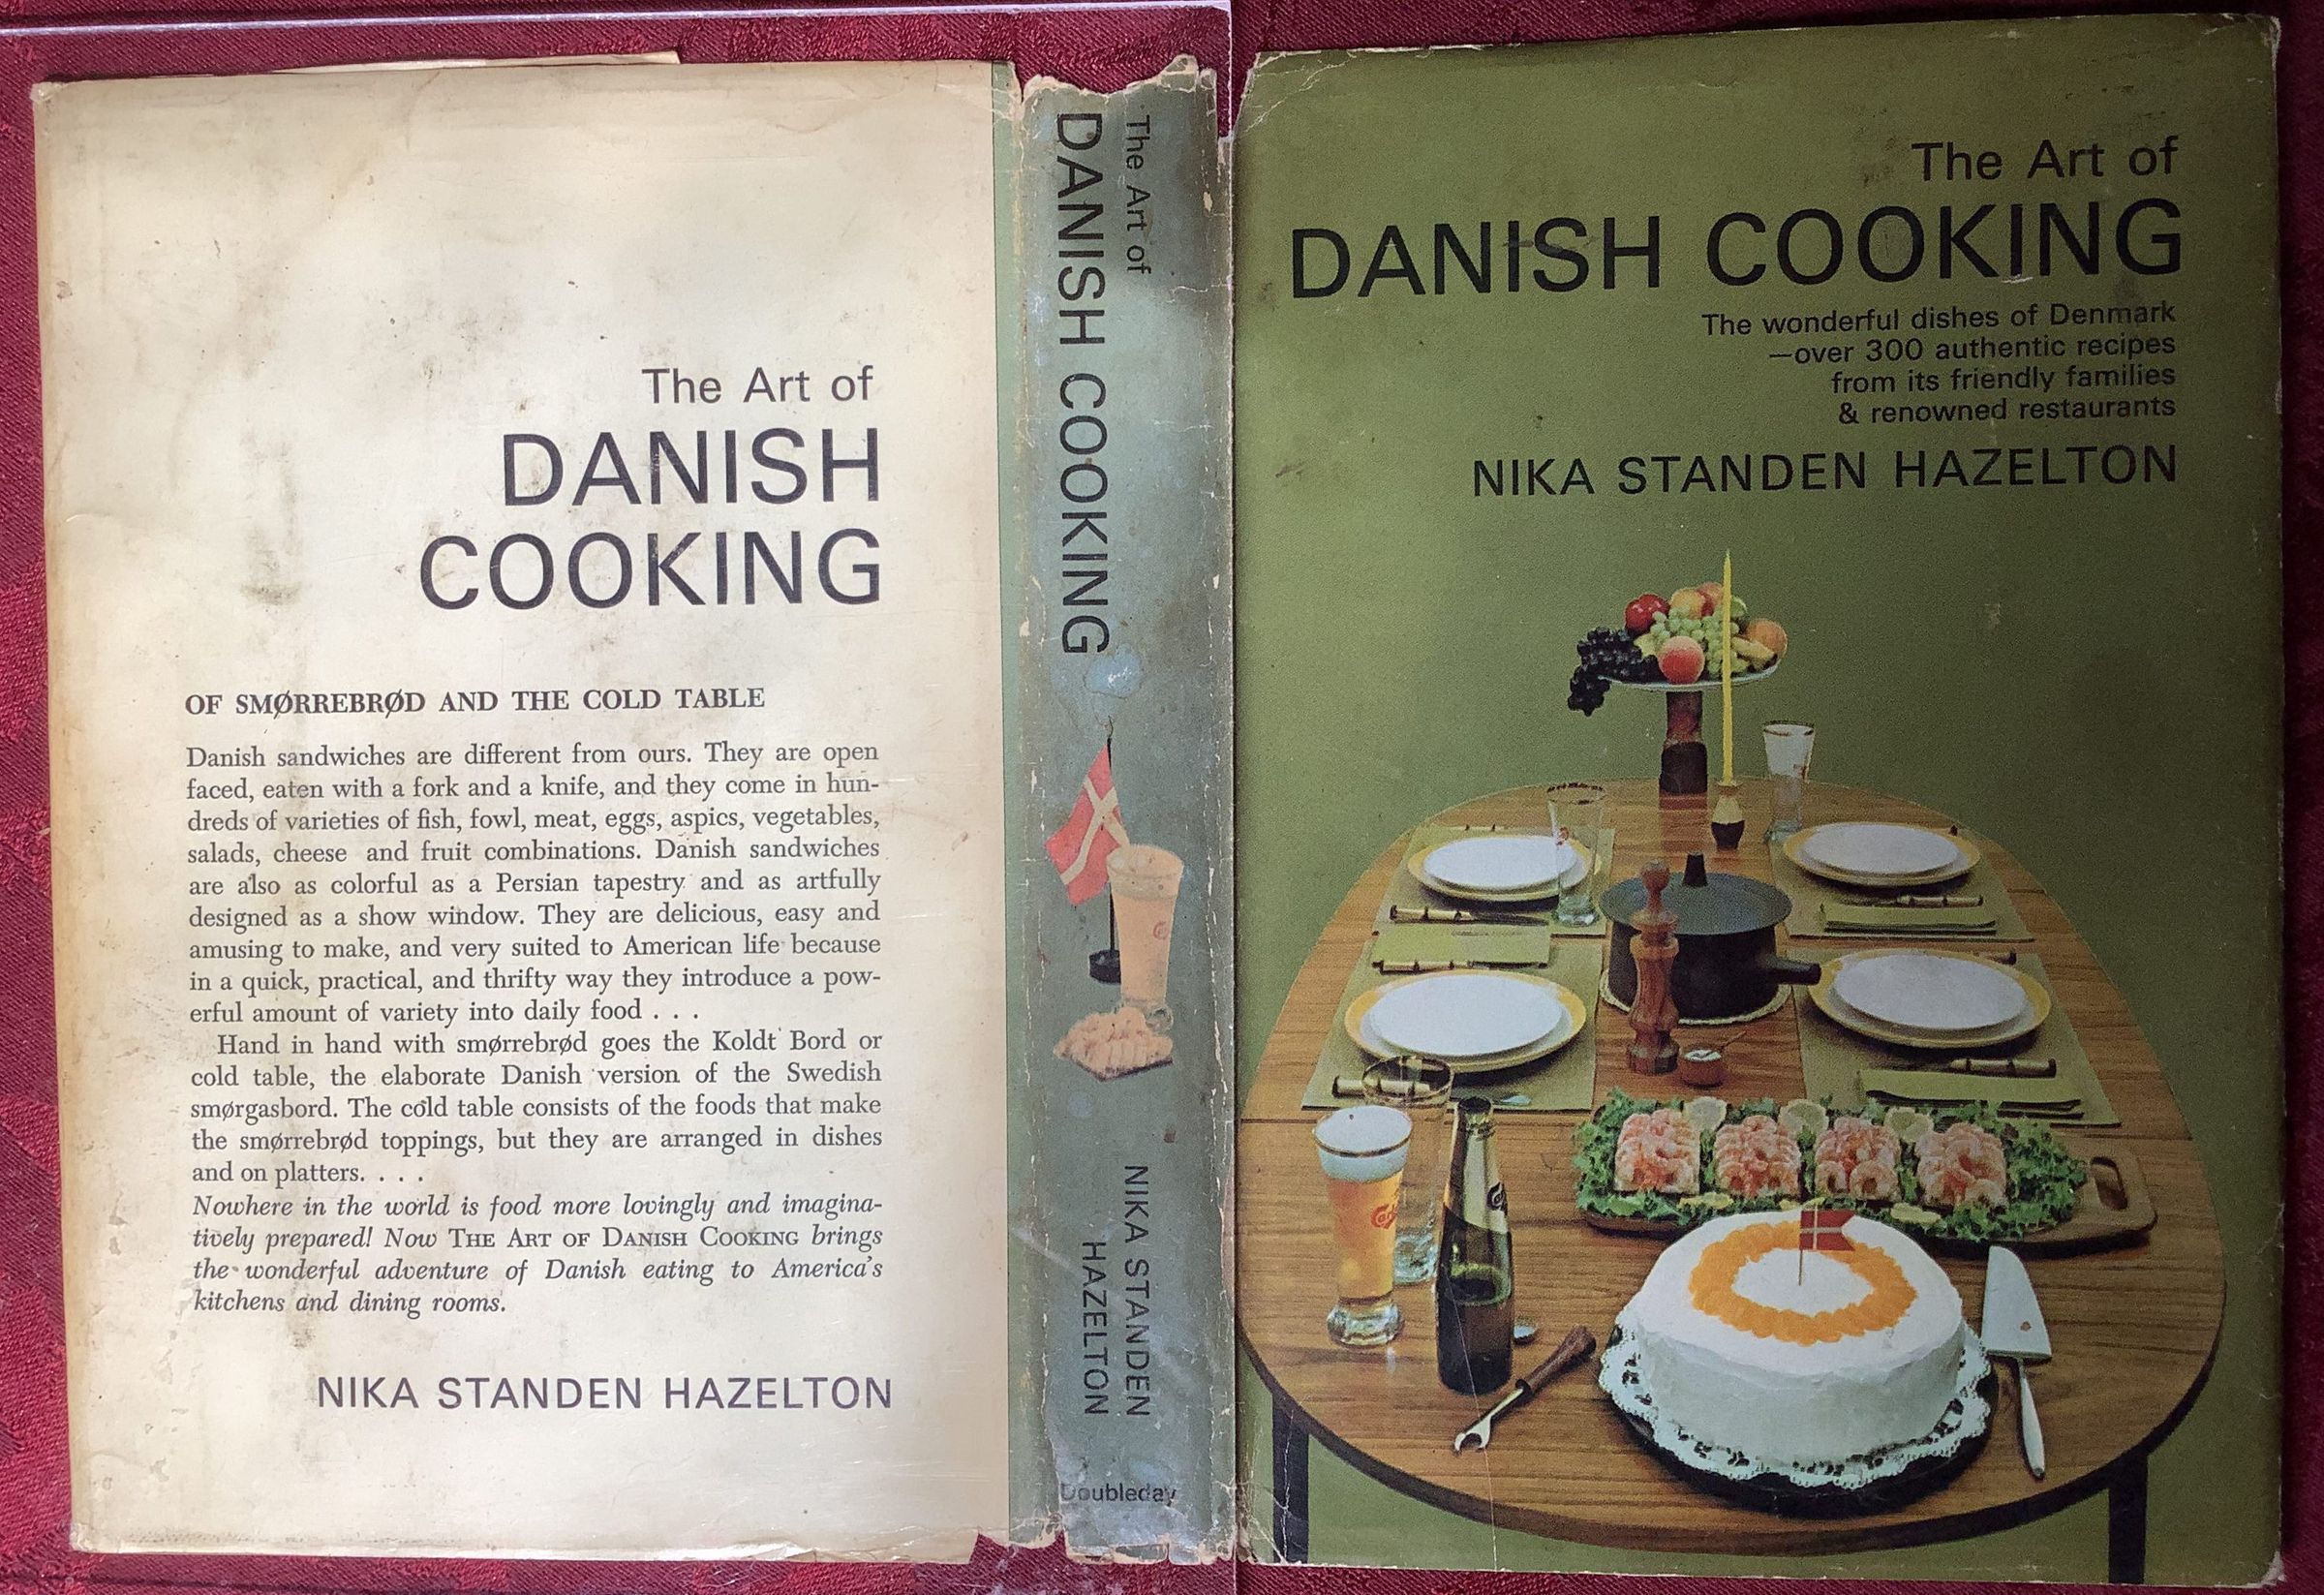 The Art of
DANISH
COOKING
OF SMØRREBRØD AND THE COLD TABLE
Danish sandwiches are different from ours. They are open
faced, eaten with a fork and a knife, and they come in hun-
dreds of varieties of fish, fowl, meat, eggs, aspics, vegetables,
salads, cheese and fruit combinations. Danish sandwiches
are also as colorful as a Persian tapestry and as artfully
designed as a show window. They are delicious, easy and
amusing to make, and very suited to American life because
in a quick, practical, and thrifty way they introduce a pow-
erful amount of variety into daily food . . .
Hand in hand with smørrebrød goes the Koldt Bord or
cold table, the elaborate Danish version of the Swedish
smørgasbord. The cold table consists of the foods that make
the smørrebrød toppings, but they are arranged in dishes
and on platters. . . .
Nowhere in the world is food more lovingly and imagina-
tively prepared! Now THE ART OF DANISH COOKING brings
the wonderful adventure of Danish eating to America's
kitchens and dining rooms.
NIKA STANDEN HAZELTON
The Art of
DANISH COOKING
NIKA STANDEN
HAZELTON
Doubleday
The Art of
DANISH COOKING
The wonderful dishes of Denmark
—over 300 authentic recipes
from its friendly families
& renowned restaurants
NIKA STANDEN HAZELTON